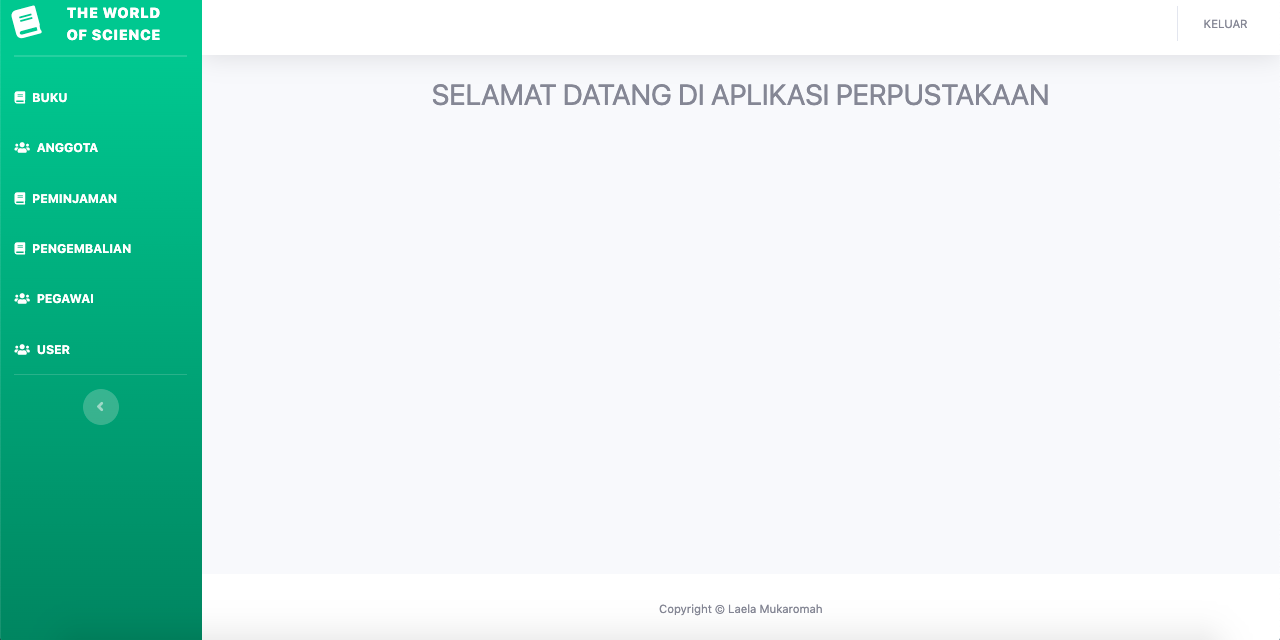 THE WORLD
OF SCIENCE
KELUAR
BUKU
ANGGOTA
PEMINJAMAN
PENGEMBALIAN
PEGAWAI
USER
SELAMAT DATANG DI APLIKASI PERPUSTAKAAN
Copyright © Laela Mukaromah